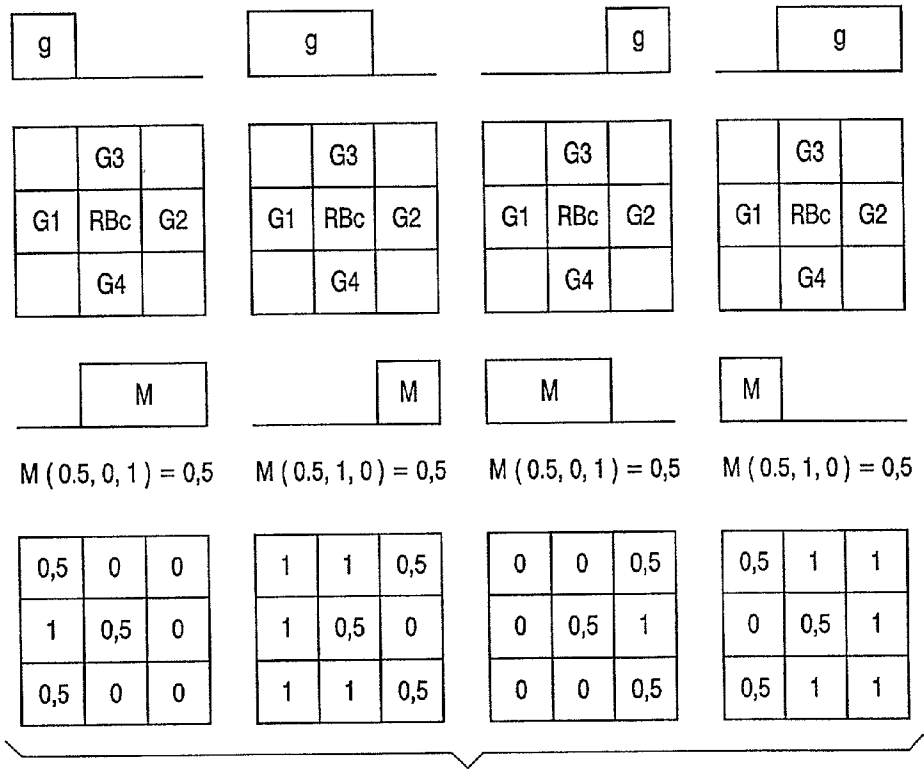 g g g g
G3 G3 G3 G3
G1 RBc G2 G1 RBc G2 G1 RBc G2 G1 RBc G2
G4 G4 G4 G4
M M M M
M ( 0.5, 0, 1 ) = 0,5 M ( 0.5, 1, 0 ) = 0,5 M ( 0.5, 0, 1 ) = 0,5 M ( 0.5, 1, 0 ) = 0,5
0,5 0 0 1 1 0,5 0 0 0,5 0,5 1 1
1 0,5 0 1 0,5 0 0 0,5 1 0 0,5 1
0,5 0 0 1 1 0,5 0 0 0,5 0,5 1 1